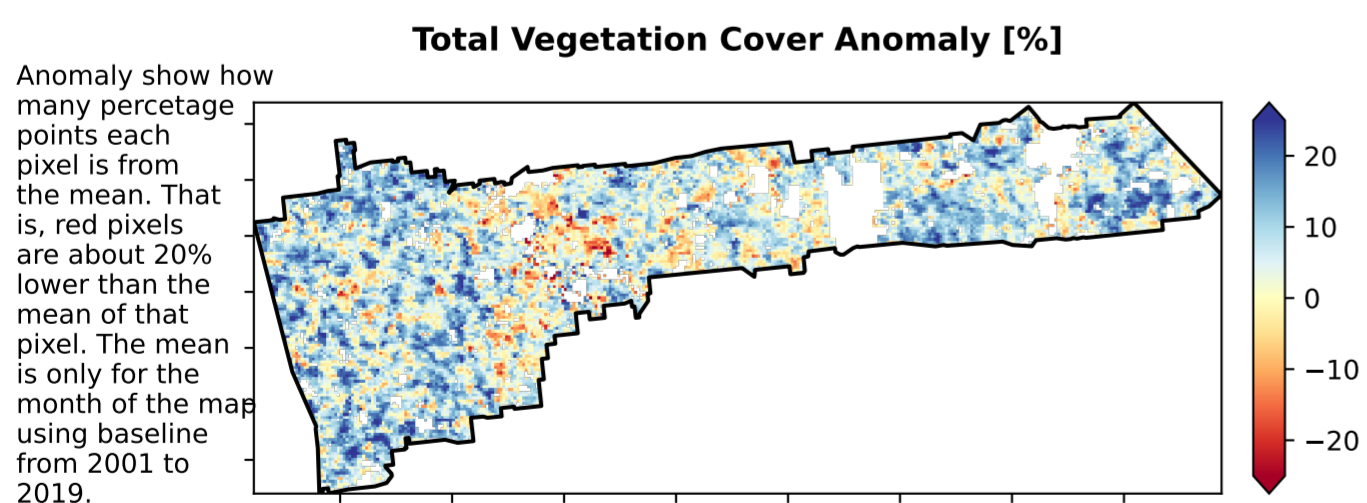 Total Vegetation Cover Anomaly [%]
Anomaly show how
many percetage
points each
pixel is from
the mean. That
is, red pixels
are about 20%
lower than the
mean of that
pixel. The mean
is only for the
month of the map
using baseline
from 2001 to
2019.
20
10
0
−10
−20